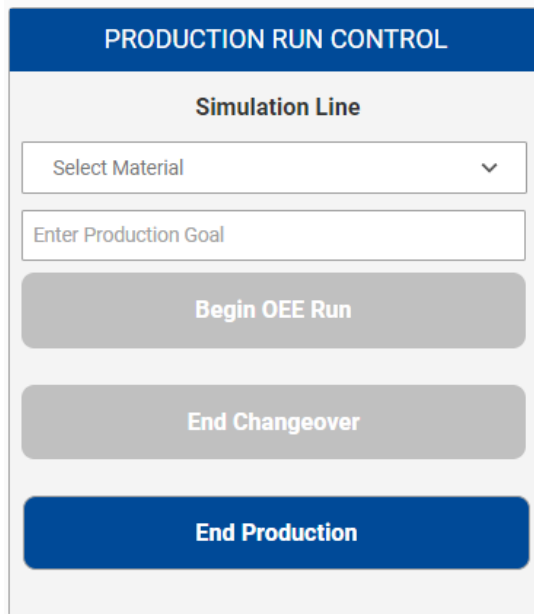 PRODUCTION RUN CONTROL
Simulation Line
Select Material
Enter Production Goal
Begin OEE Run
End Changeover
End Production